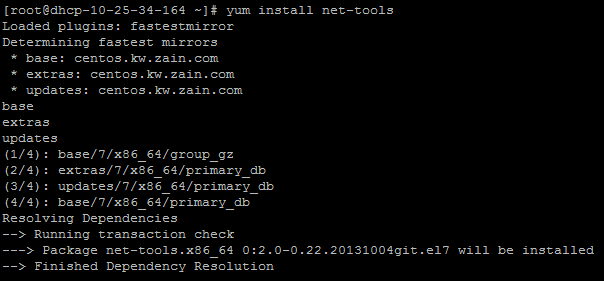 [root@dhcp-10-25-34-164 ~]# yum install net-tools
Loaded plugins: fastestmirror
Determining fastest mirrors
 * base: centos.kw.zain.com
 * extras: centos.kw.zain.com
 * updates: centos.kw.zain.com
base
extras
updates
(1/4): base/7/x86_64/group_gz
(2/4): extras/7/x86_64/primary_db
(3/4): updates/7/x86_64/primary_db
(4/4): base/7/x86_64/primary_db
Resolving Dependencies
--> Running transaction check
---> Package net-tools.x86_64 0:2.0-0.22.20131004git.el7 will be installed
--> Finished Dependency Resolution